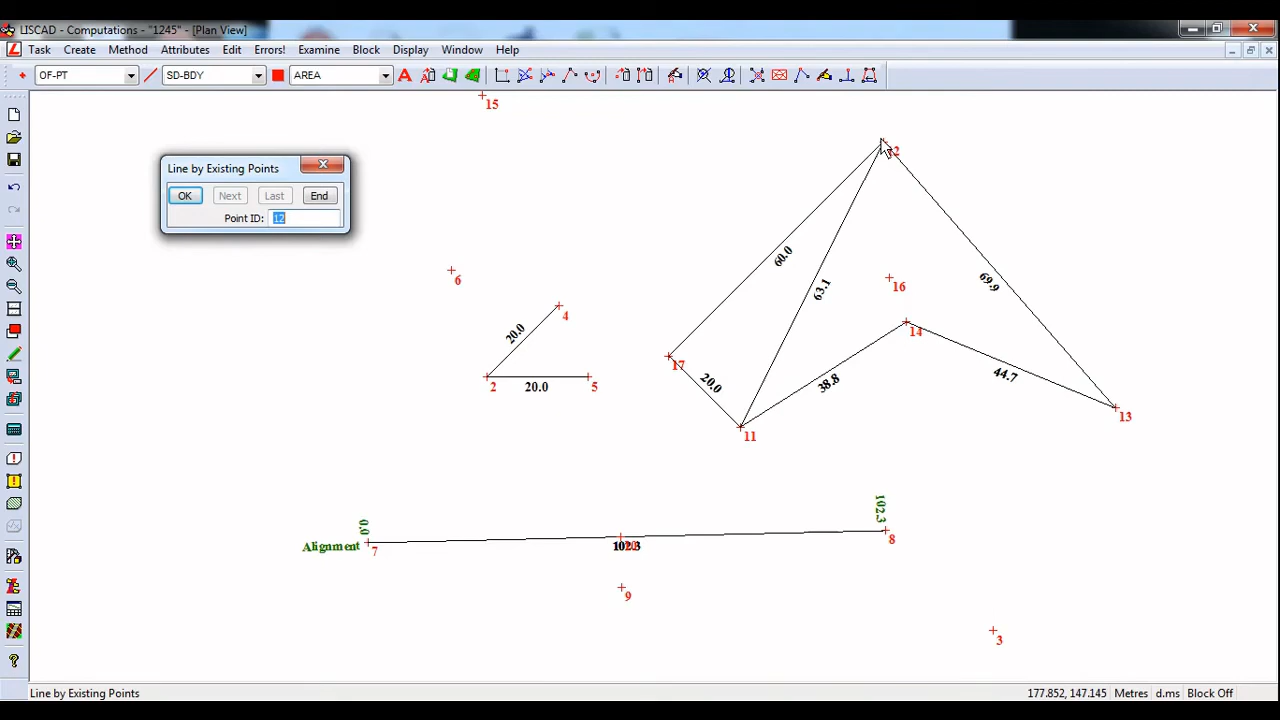 LISCAD - Computations - "1245" - [Plan View]
Task Create Method Attributes Edit Errors! Examine Block Display Window Help
OF-PT SD-BDY AREA
15
Line by Existing Points
OK Next Last End
Point ID: 12
12
60.0
63.1
69.9
6
16
4
14
20.0
17
2
20.0
5
20.0
38.8
44.7
13
11
0.0
102.3
Alignment
7
102.3
8
9
3
Line by Existing Points
177.852, 147.145 Metres d.ms Block Off